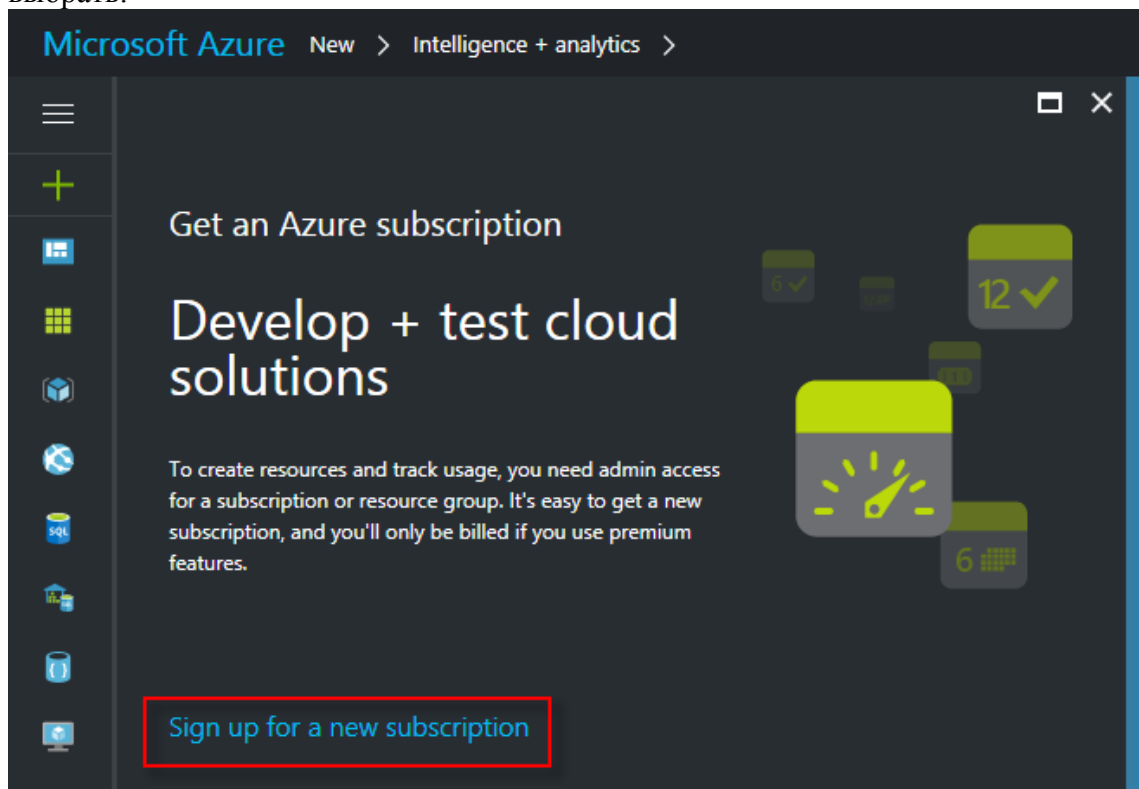 выбрать.
Microsoft Azure New > Intelligence + analytics >
Get an Azure subscription
Develop + test cloud
solutions
To create resources and track usage, you need admin access
for a subscription or resource group. It's easy to get a new
subscription, and you'll only be billed if you use premium
features.
6
12
6
SQL
Sign up for a new subscription